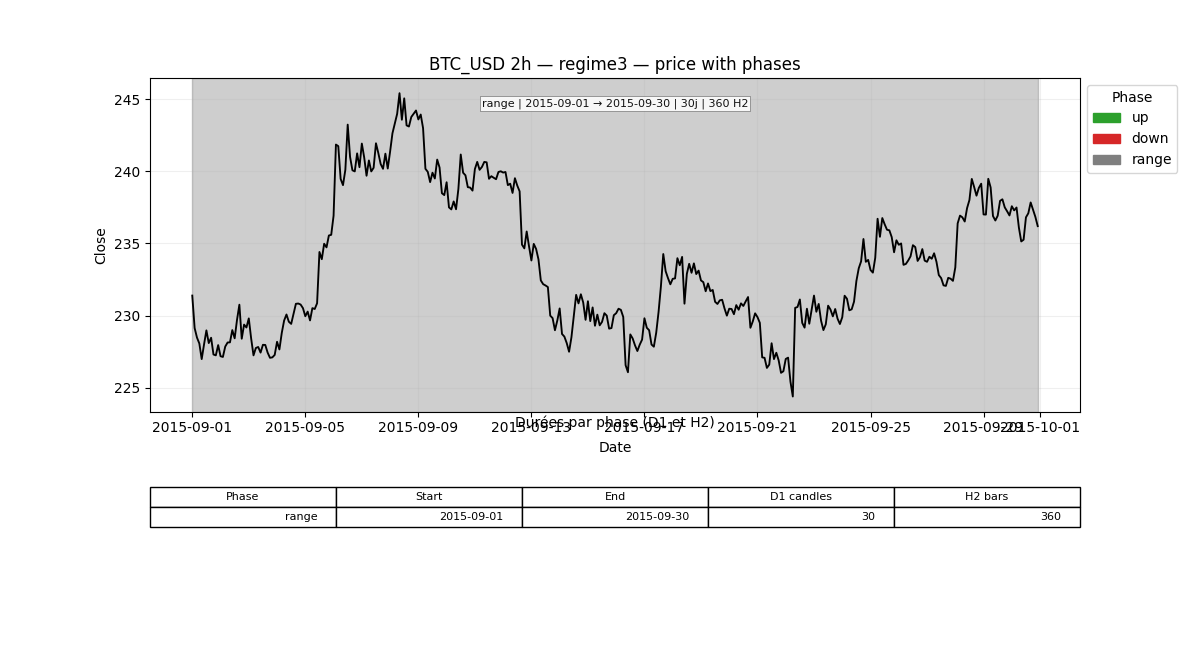 BTC_USD 2h — regime3 — price with phases
range | 2015-09-01 → 2015-09-30 | 30j | 360 H2
Phase
up
down
range
Close
245
240
235
230
225
Durées par phase (D1 et H2)
2015-09-01 2015-09-05 2015-09-09 2015-09-13 2015-09-17 2015-09-21 2015-09-25 2015-09-29 2015-10-01
Date
Phase Start End D1 candles H2 bars
range 2015-09-01 2015-09-30 30 360